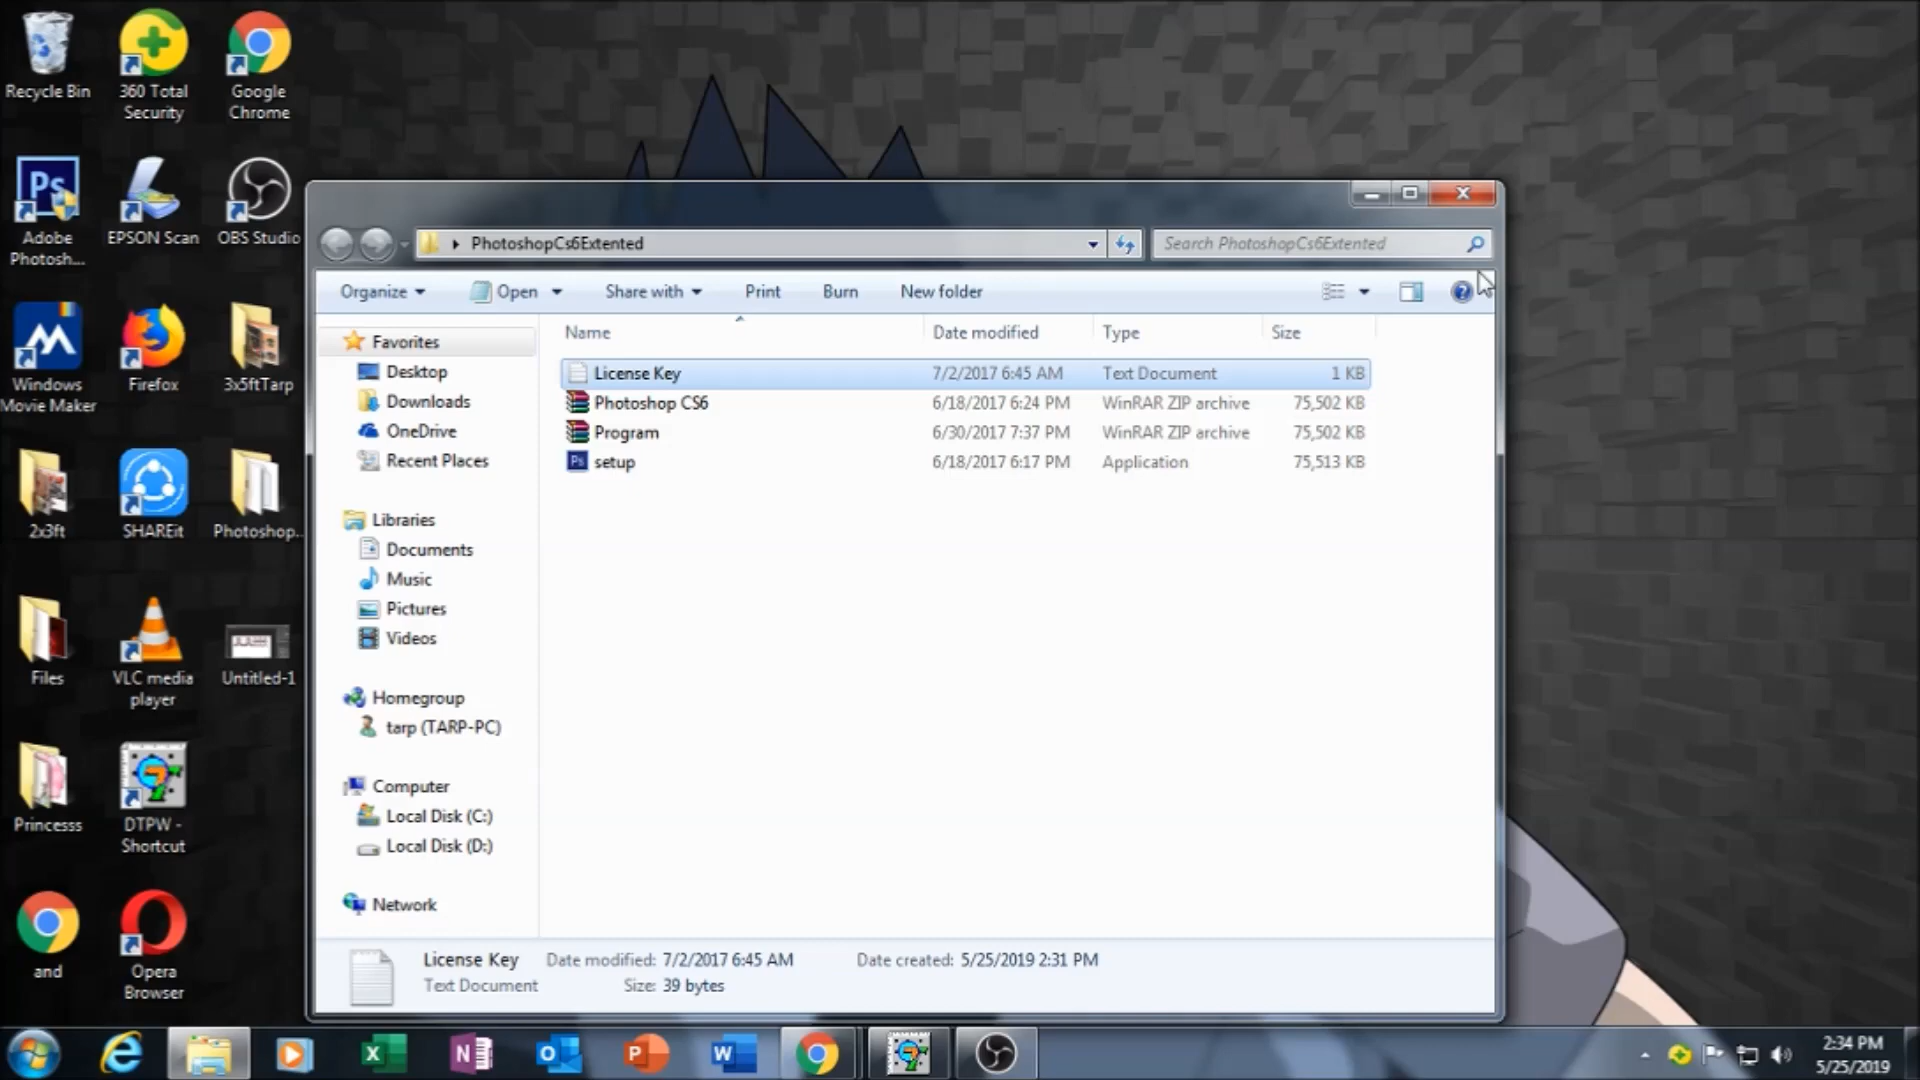 Recycle Bin
360 Total
Security
Google
Chrome
Ps
Adobe
Photosh...
EPSON Scan
OBS Studio
Windows
Movie Maker
Firefox
3x5ftTarp
2x3ft
SHAREit
Photoshop...
Files
VLC media
player
Untitled-1
Princesss
DTPW -
Shortcut
and
Opera
Browser
PhotoshopCs6Extented
Search PhotoshopCs6Extented
Organize
Open
Share with
Print
Burn
New folder
Name
Date modified
Type
Size
License Key 7/2/2017 6:45 AM Text Document 1 KB
Photoshop CS6 6/18/2017 6:24 PM WinRAR ZIP archive 75,502 KB
Program 6/30/2017 7:37 PM WinRAR ZIP archive 75,502 KB
Ps setup 6/18/2017 6:17 PM Application 75,513 KB
Favorites
Desktop
Downloads
OneDrive
Recent Places
Libraries
Documents
Music
Pictures
Videos
Homegroup
tarp (TARP-PC)
Computer
Local Disk (C:)
Local Disk (D:)
Network
License Key Date modified: 7/2/2017 6:45 AM Date created: 5/25/2019 2:31 PM
Text Document Size: 39 bytes
2:34 PM
5/25/2019